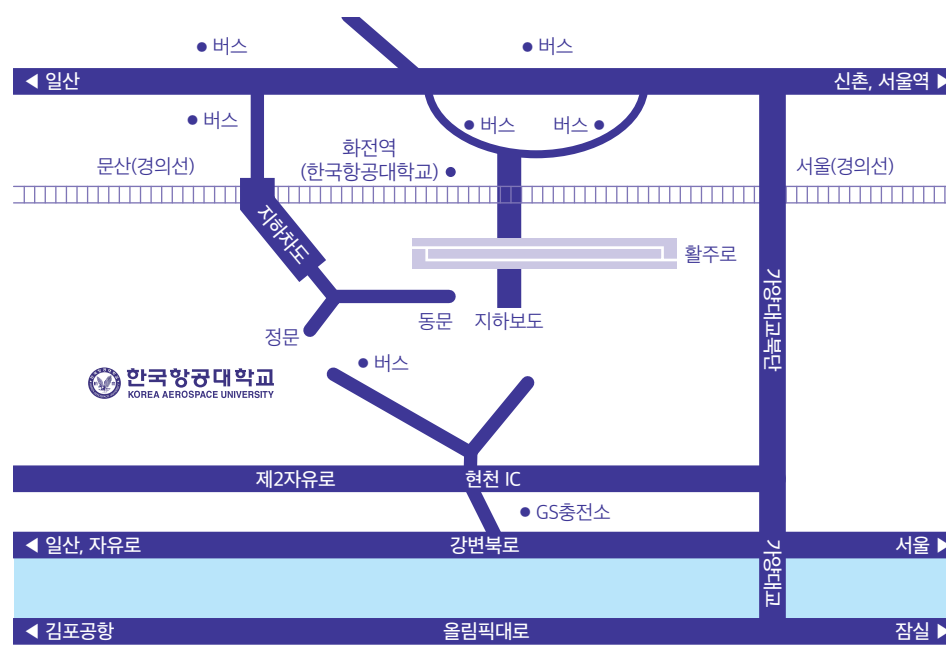 버스
버스
일산
신촌, 서울역
버스
버스
버스
화전역
(한국항공대학교)
문산(경의선)
서울(경의선)
지하차도
활주로
가양대교북단
동문
지하보도
정문
버스
한국항공대학교
KOREA AEROSPACE UNIVERSITY
제2자유로
현천 IC
GS충전소
일산, 자유로
강변북로
서울
가양대교
김포공항
올림픽대로
잠실